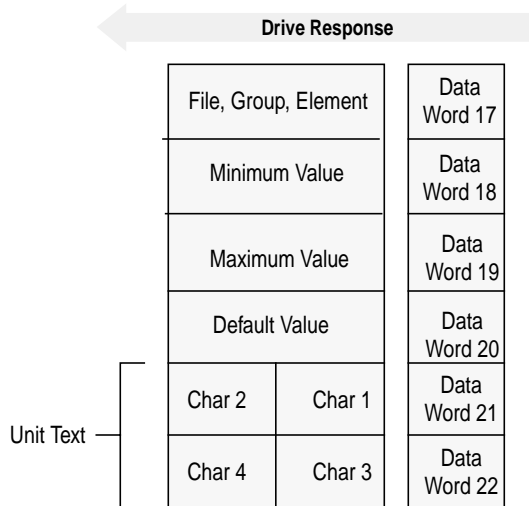 Drive Response
File, Group, Element
Data
Word 17
Minimum Value
Data
Word 18
Maximum Value
Data
Word 19
Default Value
Data
Word 20
Unit Text
Char 2
Char 1
Data
Word 21
Char 4
Char 3
Data
Word 22